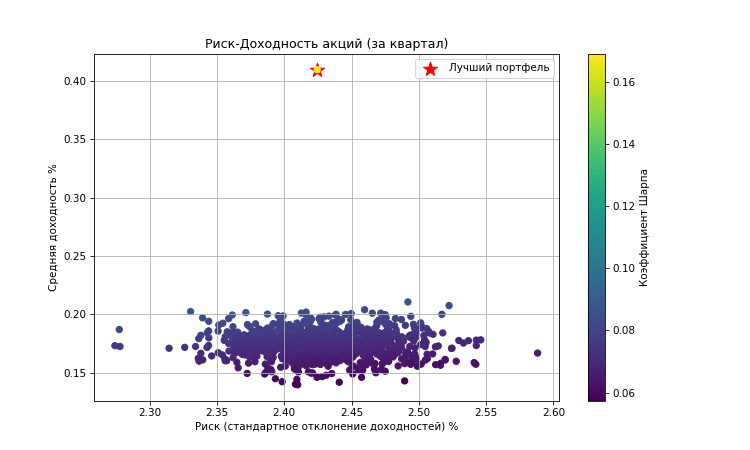 Риск-Доходность акций (за квартал)
Лучший портфель
0.40
0.35
0.30
0.25
0.20
0.15
Средняя доходность %
2.30 2.35 2.40 2.45 2.50 2.55 2.60
Риск (стандартное отклонение доходностей) %
0.16
0.14
0.12
0.10
0.08
0.06
Коэффициент Шарпа